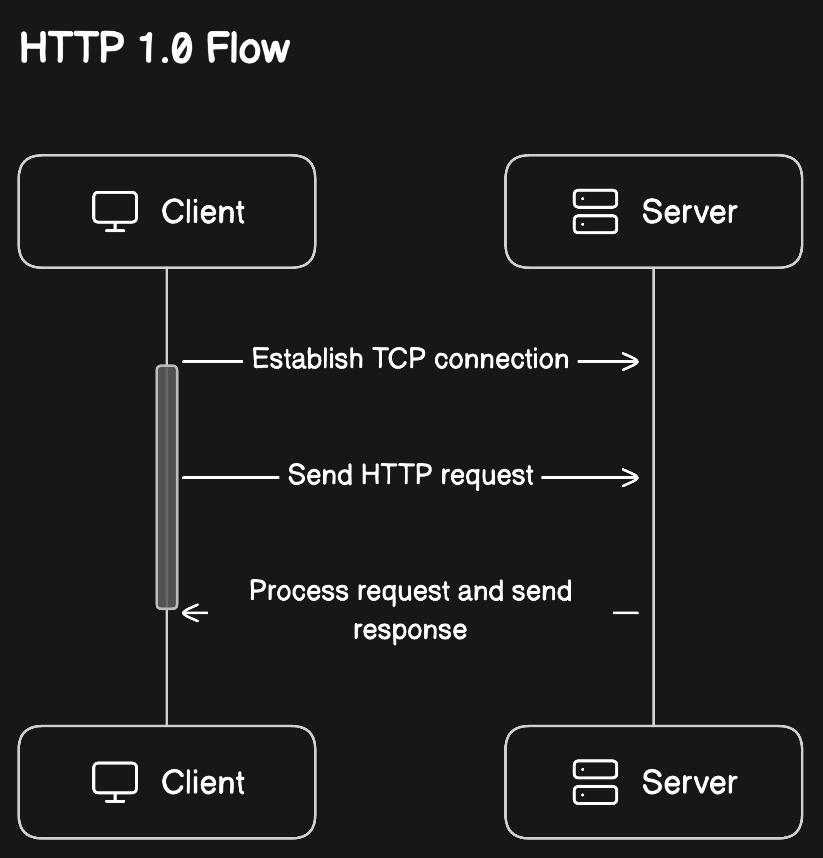 HTTP 1.0 Flow
Client
Server
Establish TCP connection
Send HTTP request
Process request and send
response
Client
Server